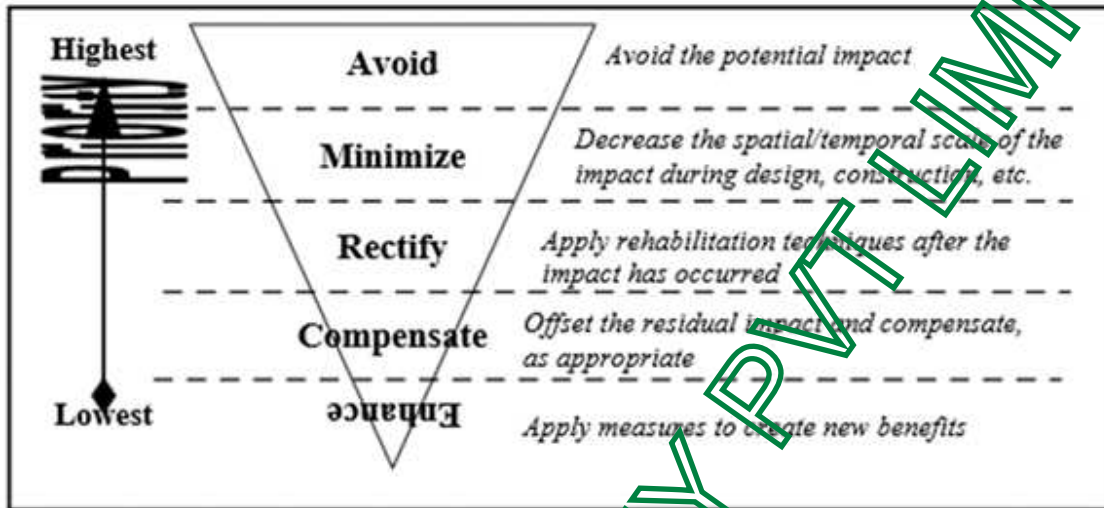 Highest
Avoid
Avoid the potential impact
Minimize
Decrease the spatial/temporal scale of the
impact during design, construction, etc.
Rectify
Apply rehabilitation techniques after the
impact has occurred
Compensate
Offset the residual impact and compensate,
as appropriate
Lowest
Enhance
Apply measures to create new benefits
Y PVT LIMI